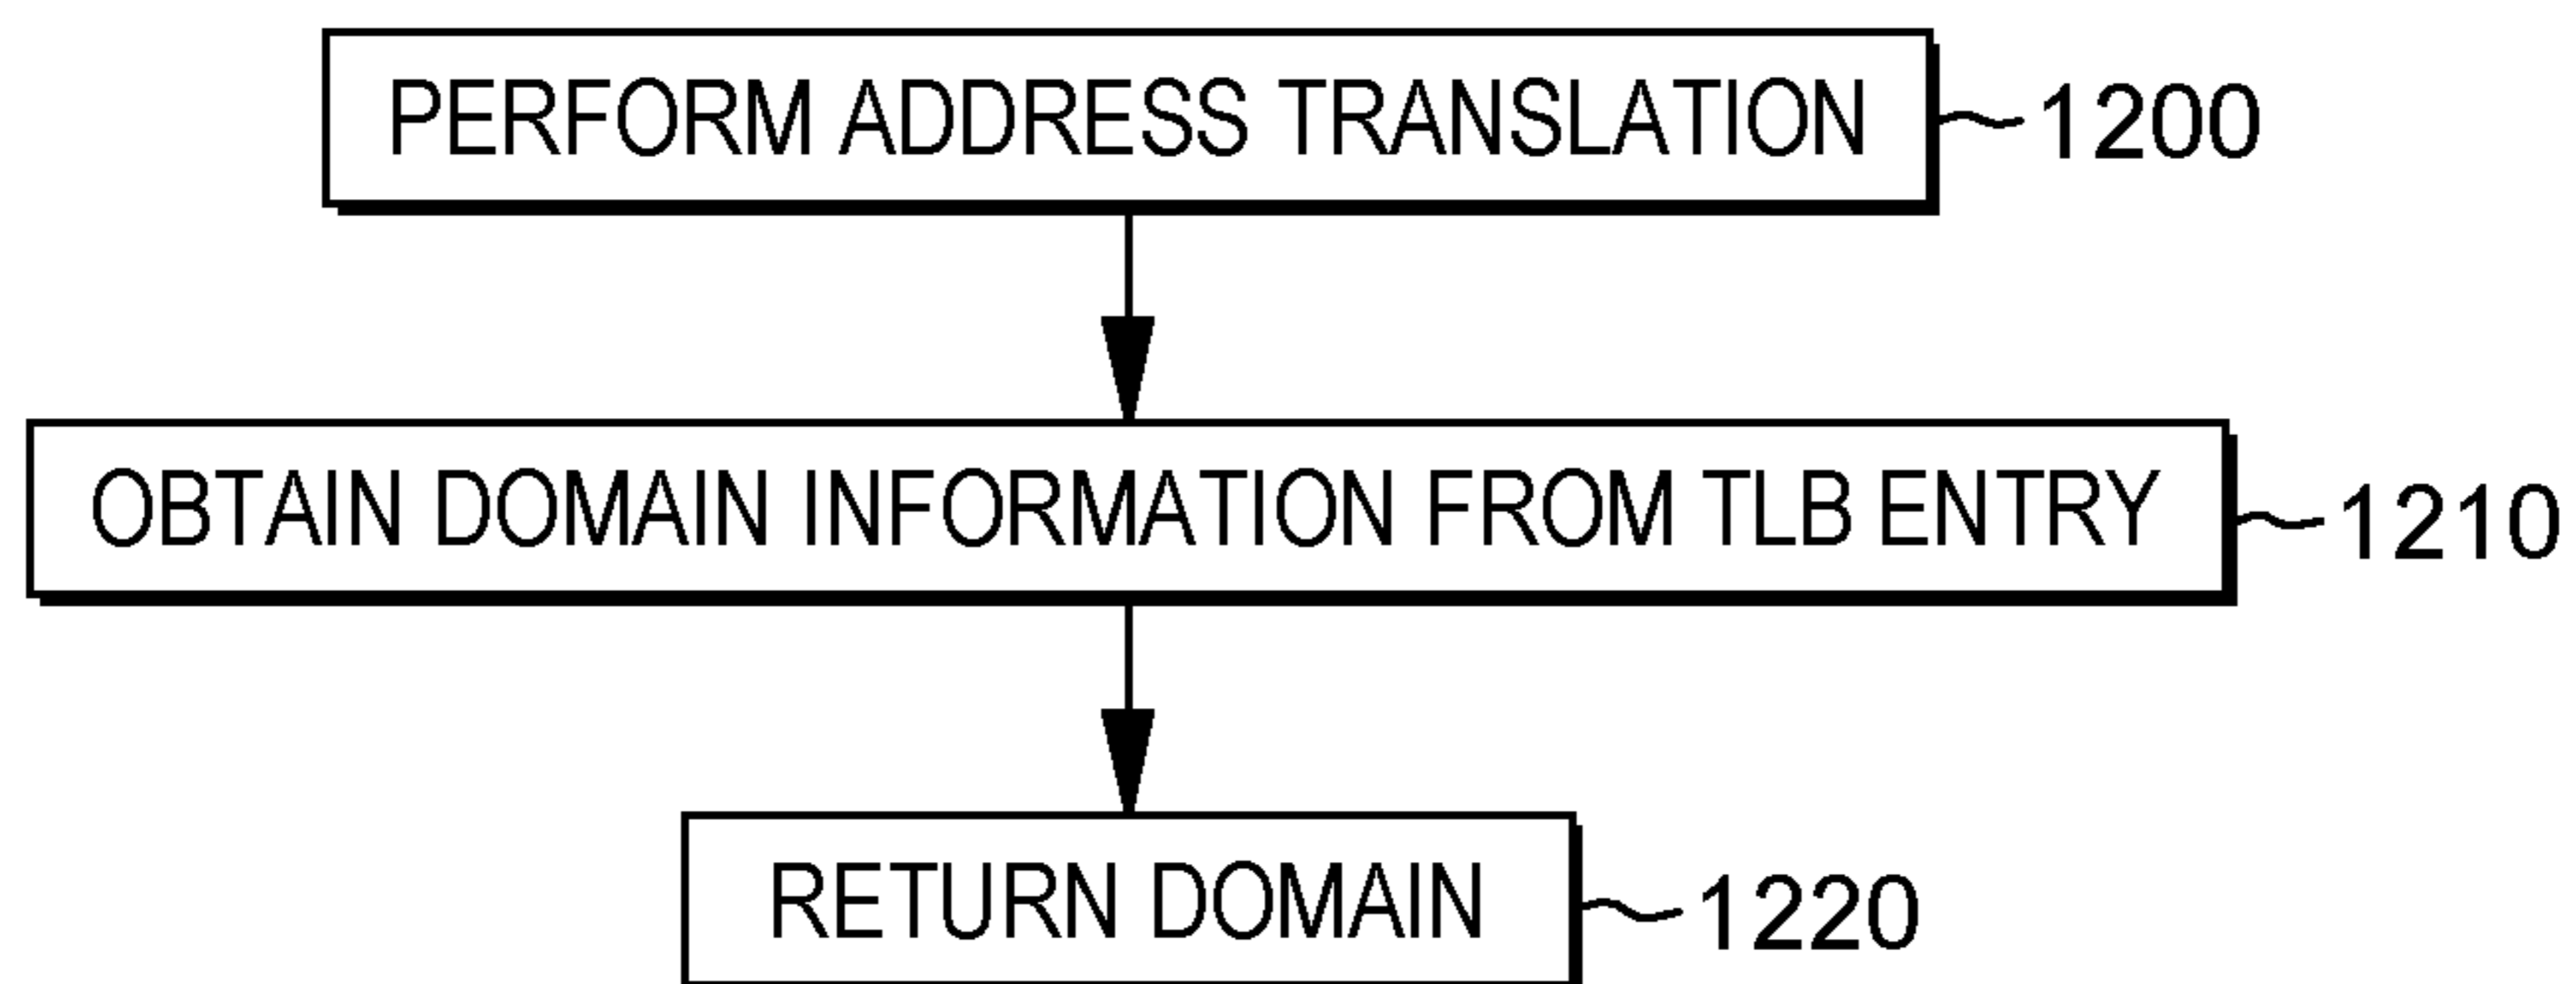 PERFORM ADDRESS TRANSLATION 1200
OBTAIN DOMAIN INFORMATION FROM TLB ENTRY 1210
RETURN DOMAIN 1220